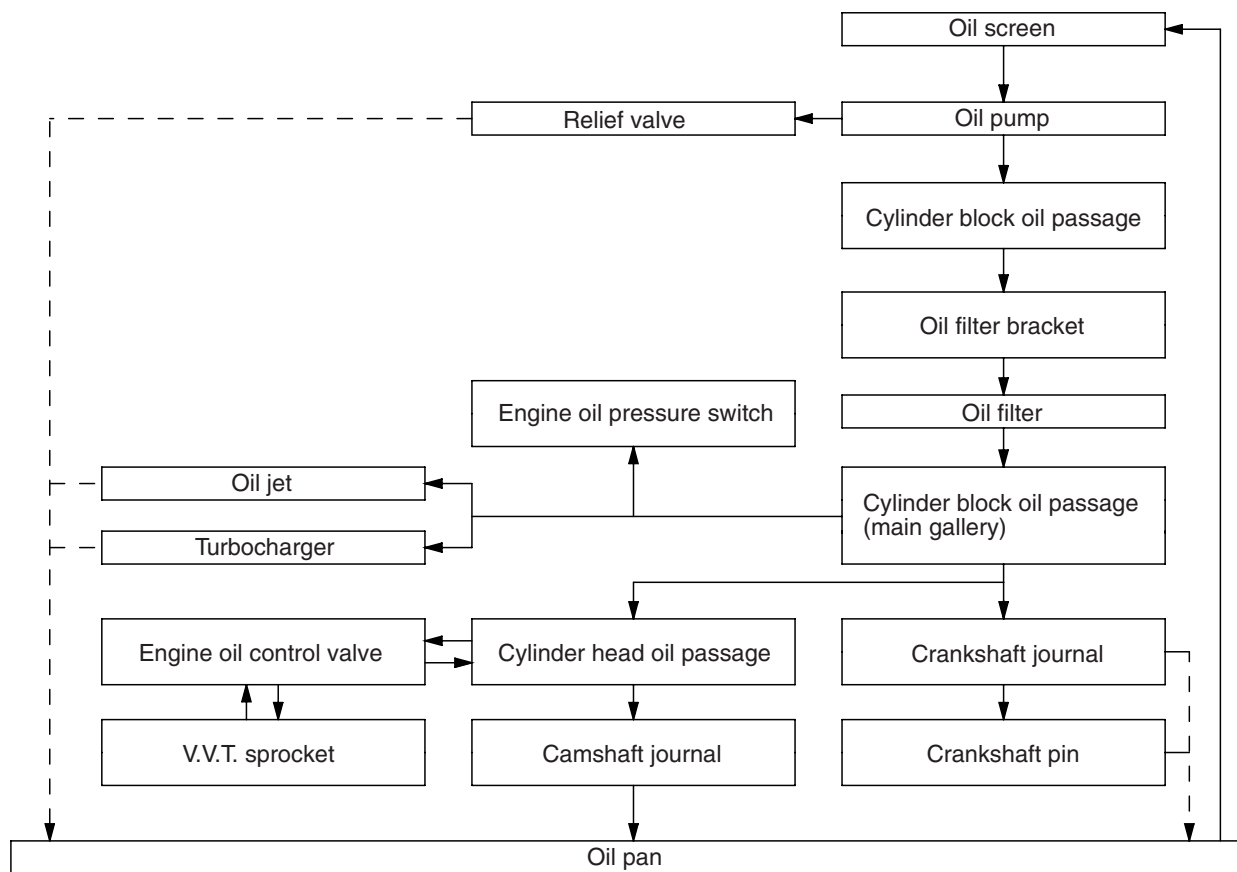 Oil screen
Relief valve
Oil pump
Cylinder block oil passage
Oil filter bracket
Engine oil pressure switch
Oil filter
Oil jet
Cylinder block oil passage
(main gallery)
Turbocharger
Engine oil control valve
Cylinder head oil passage
Crankshaft journal
V.V.T. sprocket
Camshaft journal
Crankshaft pin
Oil pan